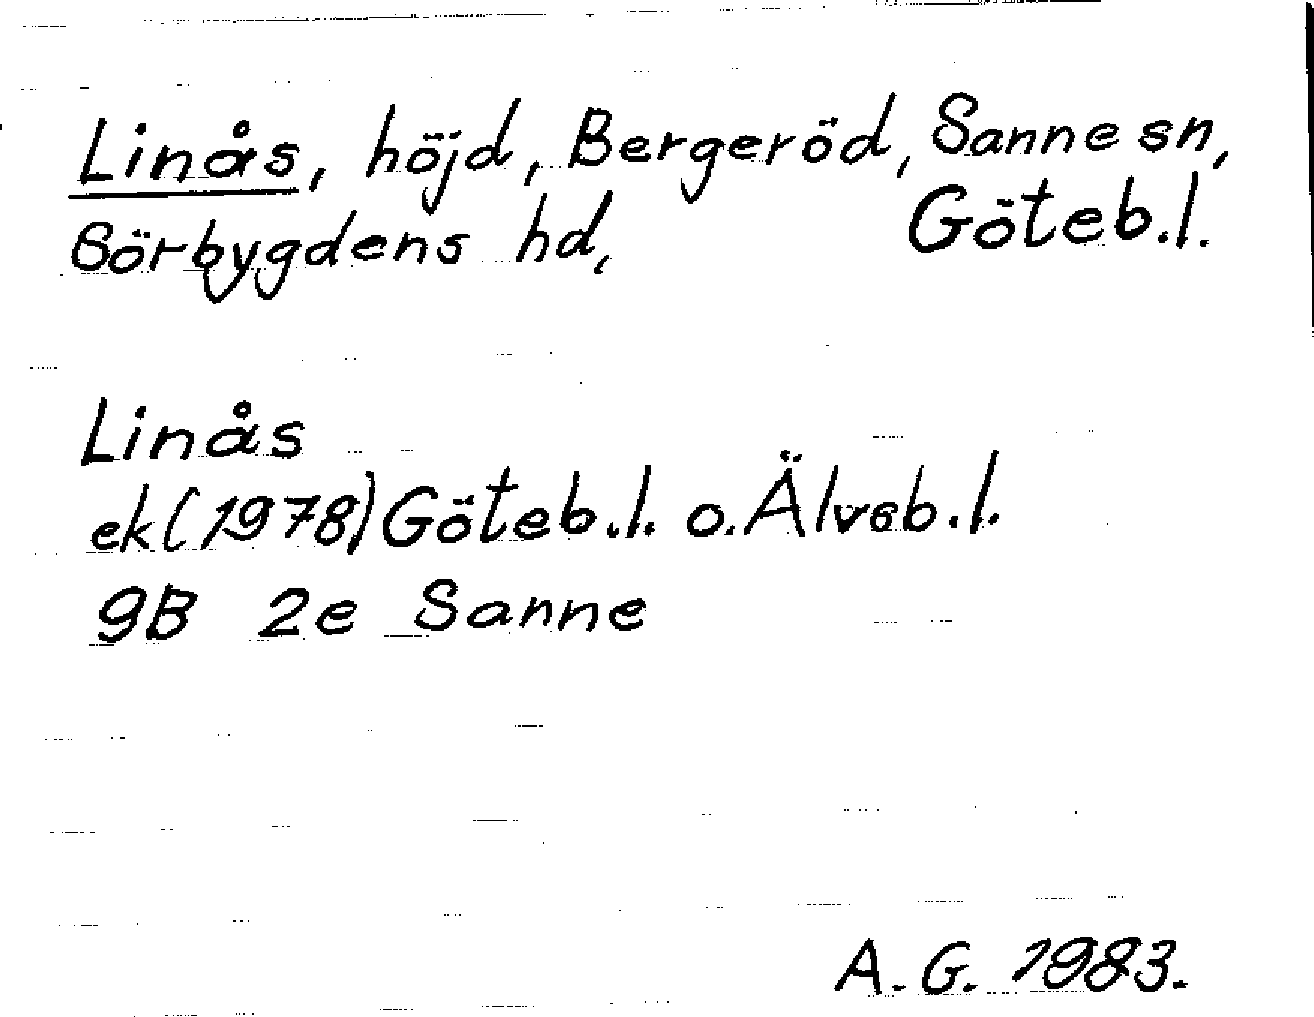 Linås, höjd, Bergeröd, Sanne sn,
Sörbygdens hd, Göteb.l.
Linås
ek (1978) Göteb.l. o. Älvsb.l.
9B 2e Sanne
A.G. 1983.